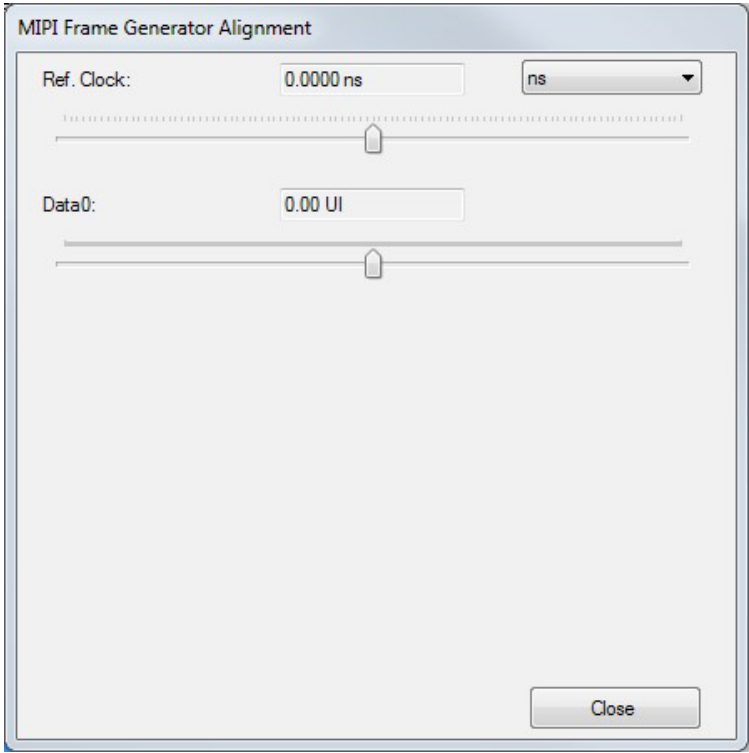 MIPI Frame Generator Alignment
Ref. Clock: 0.0000 ns ns
Data0: 0.00 UI
Close